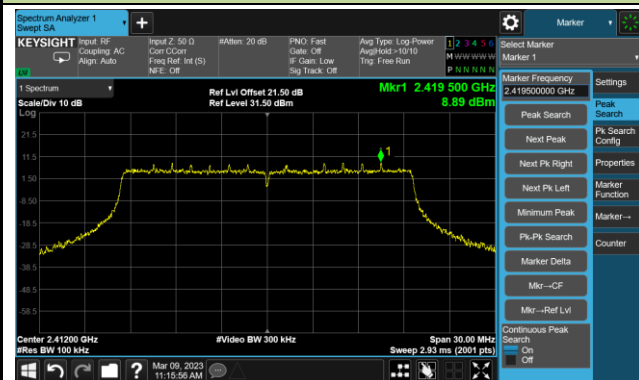 Spectrum Analyzer 1
Swept SA
Marker
KEYSIGHT
Input: RF
Coupling: AC
Align: Auto
Input Z: 50 Ω
Corr CCorr
Freq Ref: Int (S)
NFE: Off
#Atten: 20 dB
PNO: Fast
Gate: Off
IF Gain: Low
Sig Track: Off
Avg Type: Log-Power
Avg|Hold:>10/10
Trig: Free Run
1 2 3 4 5 6
M W W W W W
P N N N N N
LVI
1 Spectrum
Scale/Div 10 dB
Log
Ref Lvl Offset 21.50 dB
Ref Level 31.50 dBm
Mkr1 2.419 500 GHz
8.89 dBm
21.5
11.5
1.50
-8.50
-18.5
-28.5
-38.5
-48.5
-58.5
1
Center 2.41200 GHz
#Res BW 100 kHz
#Video BW 300 kHz
Span 30.00 MHz
Sweep 2.93 ms (2001 pts)
Select Marker
Marker 1
Marker Frequency
2.419500000 GHz
Peak Search
Next Peak
Next Pk Right
Next Pk Left
Minimum Peak
Pk-Pk Search
Marker Delta
Mkr→CF
Mkr→Ref Lvl
Continuous Peak
Search
On
Off
Settings
Peak
Search
Pk Search
Config
Properties
Marker
Function
Marker→
Counter
Mar 09, 2023
11:15:56 AM